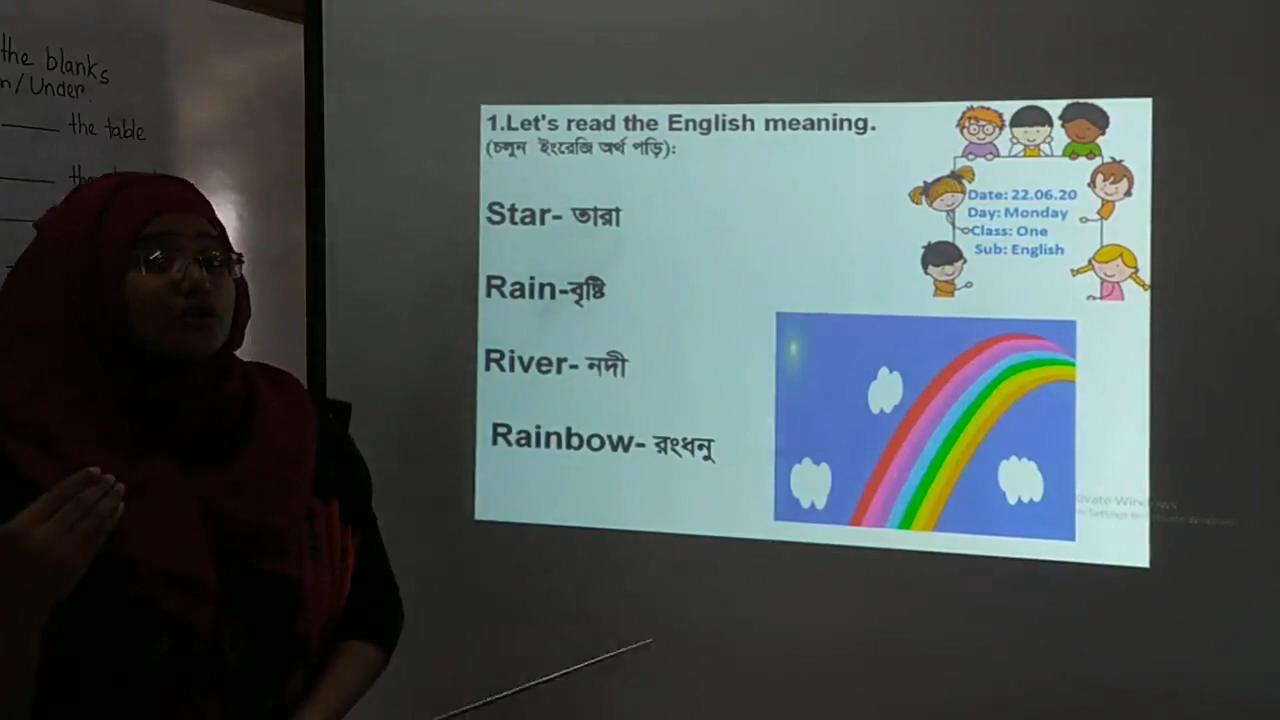 the blanks
/Under.
the table
1.Let's read the English meaning.
(চলুন ইংরেজি অর্থ পড়ি):
Star- তারা
Rain-বৃষ্টি
River- নদী
Rainbow- রংধনু
Date: 22.06.20
Day: Monday
Class: One
Sub: English
Windows